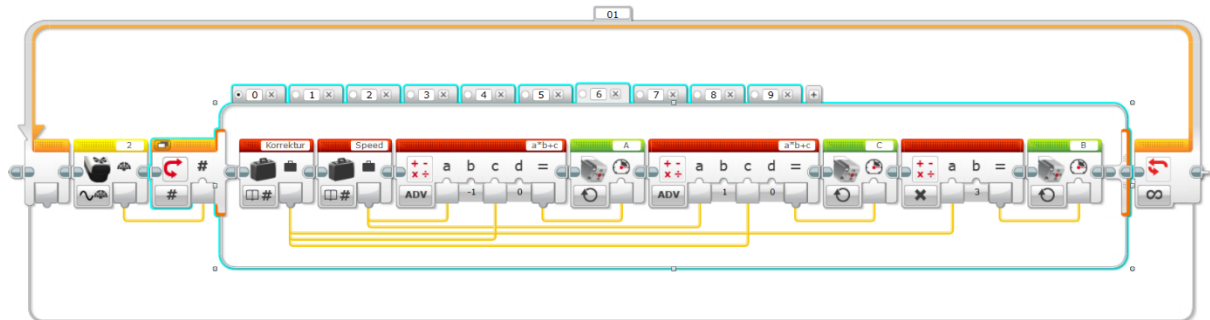 01
0 1 2 3 4 5 6 7 8 9 +
2 Korrektur Speed a*b+c A a*b+c C B
# a b c d = a b c d = a b =
# # # ADV -1 0 ADV 1 0 3